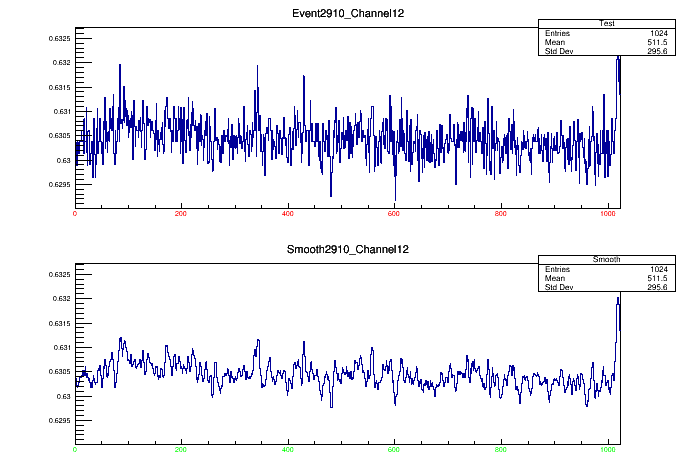 Event2910_Channel12
Test
Entries 1024
Mean 511.5
Std Dev 295.6
0.6325
0.632
0.6315
0.631
0.6305
0.63
0.6295
0 200 400 600 800 1000
Smooth2910_Channel12
Smooth
Entries 1024
Mean 511.5
Std Dev 295.6
0.6325
0.632
0.6315
0.631
0.6305
0.63
0.6295
0 200 400 600 800 1000